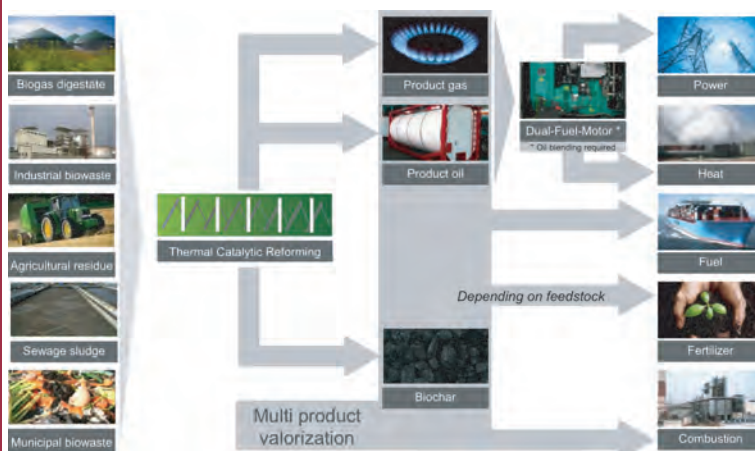 Biogas digestate
Industrial biowaste
Agricultural residue
Sewage sludge
Municipal biowaste
Thermal Catalytic Reforming
Product gas
Product oil
Biochar
Multi product
valorization
Dual-Fuel-Motor *
* Oil blending required
Depending on feedstock
Power
Heat
Fuel
Fertilizer
Combustion